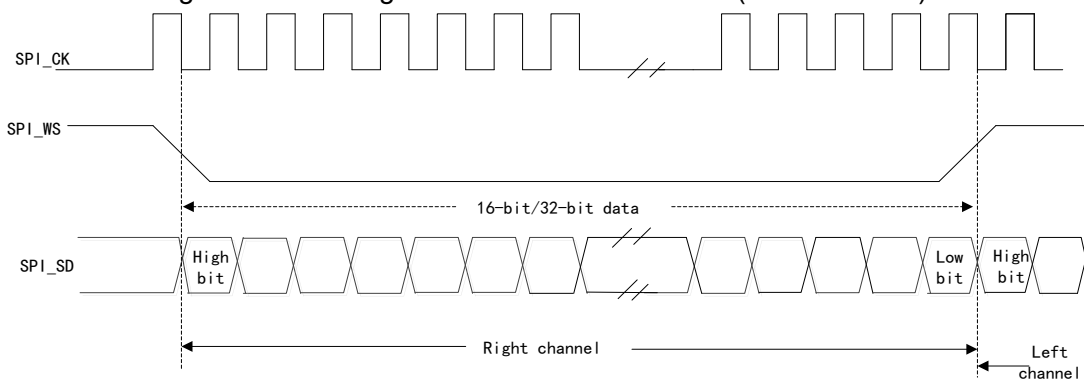 SPI_CK
SPI_WS
16-bit/32-bit data
SPI_SD
High
bit
Low
bit
High
bit
Right channel
Left
channel